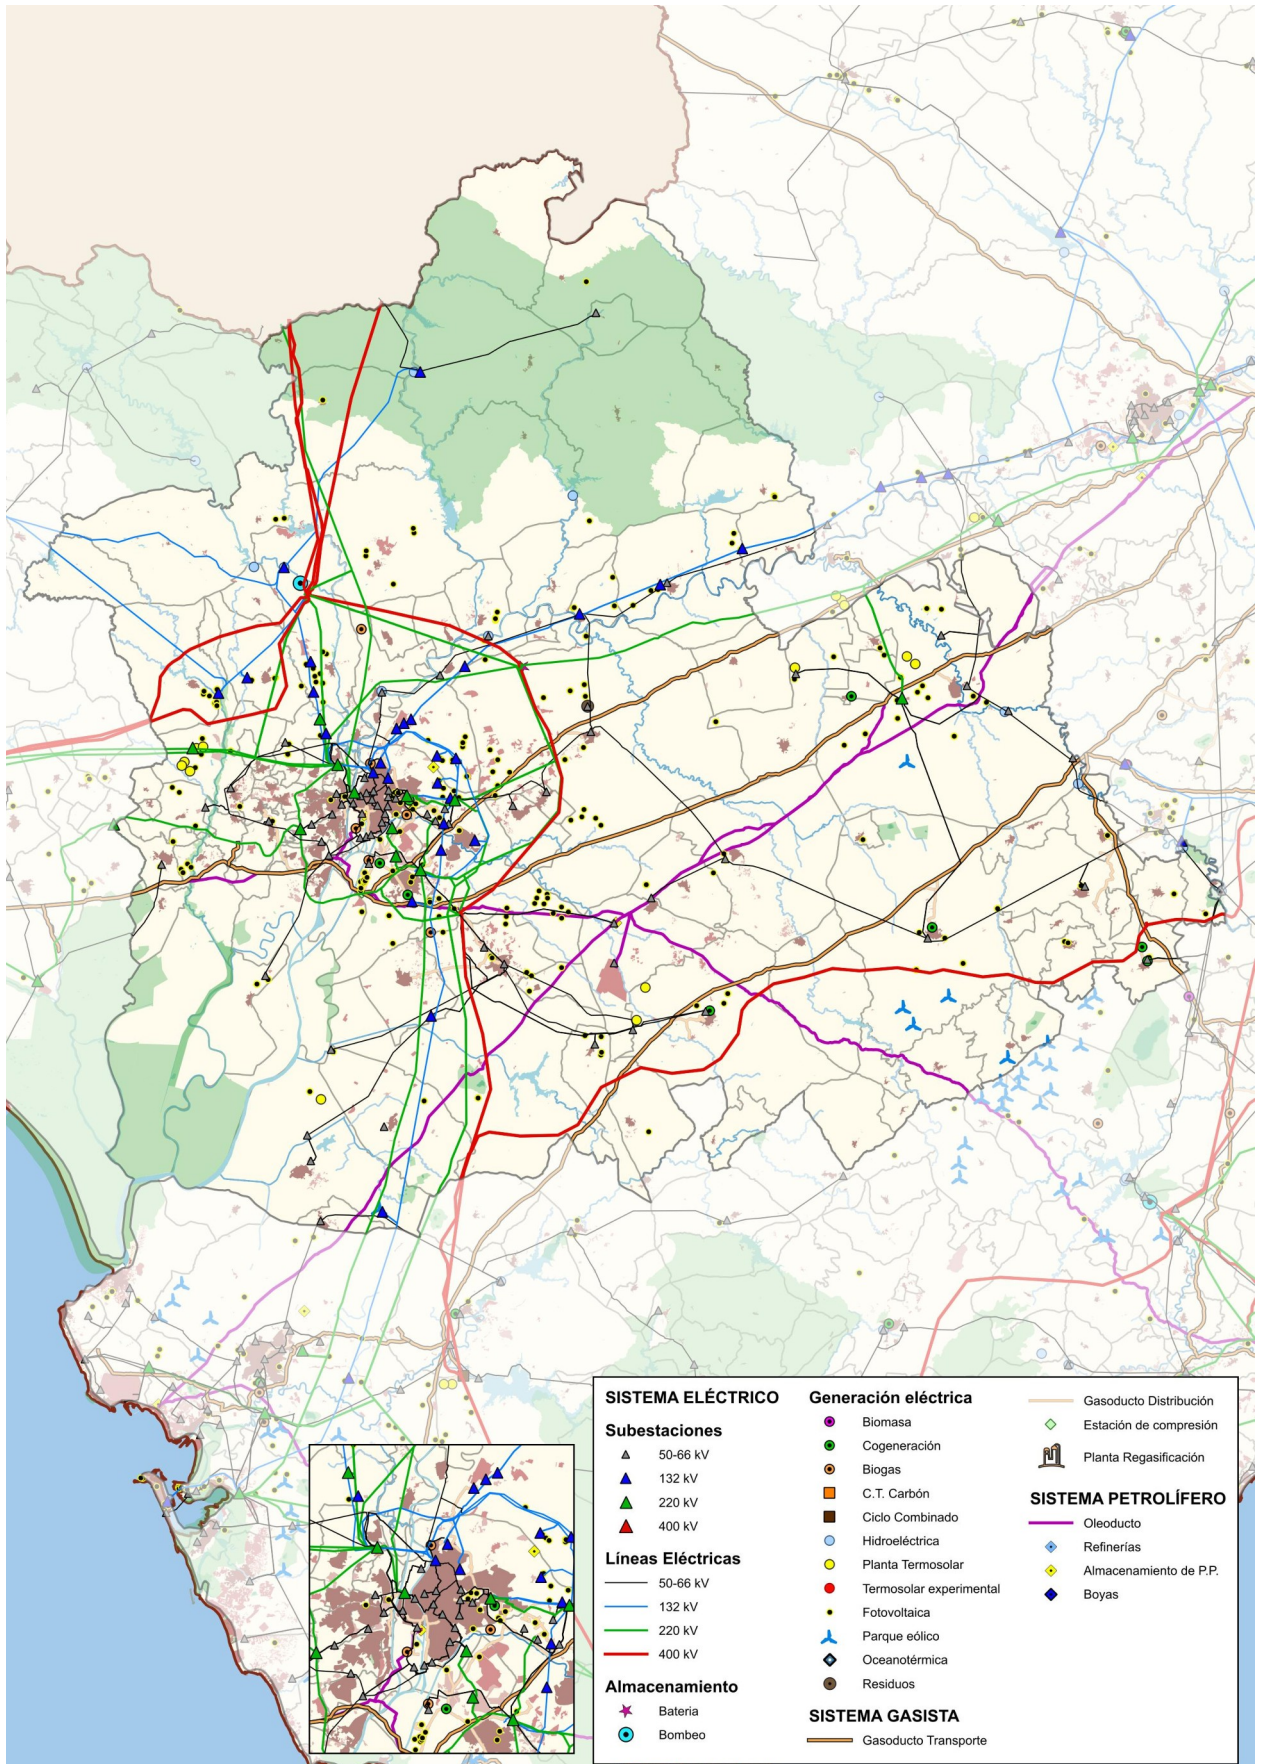 SISTEMA ELÉCTRICO
Subestaciones
50-66 kV
132 kV
220 kV
400 kV
Líneas Eléctricas
50-66 kV
132 kV
220 kV
400 kV
Almacenamiento
Bateria
Bombeo
Generación eléctrica
Biomasa
Cogeneración
Biogas
C.T. Carbón
Ciclo Combinado
Hidroeléctrica
Planta Termosolar
Termosolar experimental
Fotovoltaica
Parque eólico
Oceanotérmica
Residuos
SISTEMA GASISTA
Gasoducto Transporte
Gasoducto Distribución
Estación de compresión
Planta Regasificación
SISTEMA PETROLÍFERO
Oleoducto
Refinerías
Almacenamiento de P.P.
Boyas